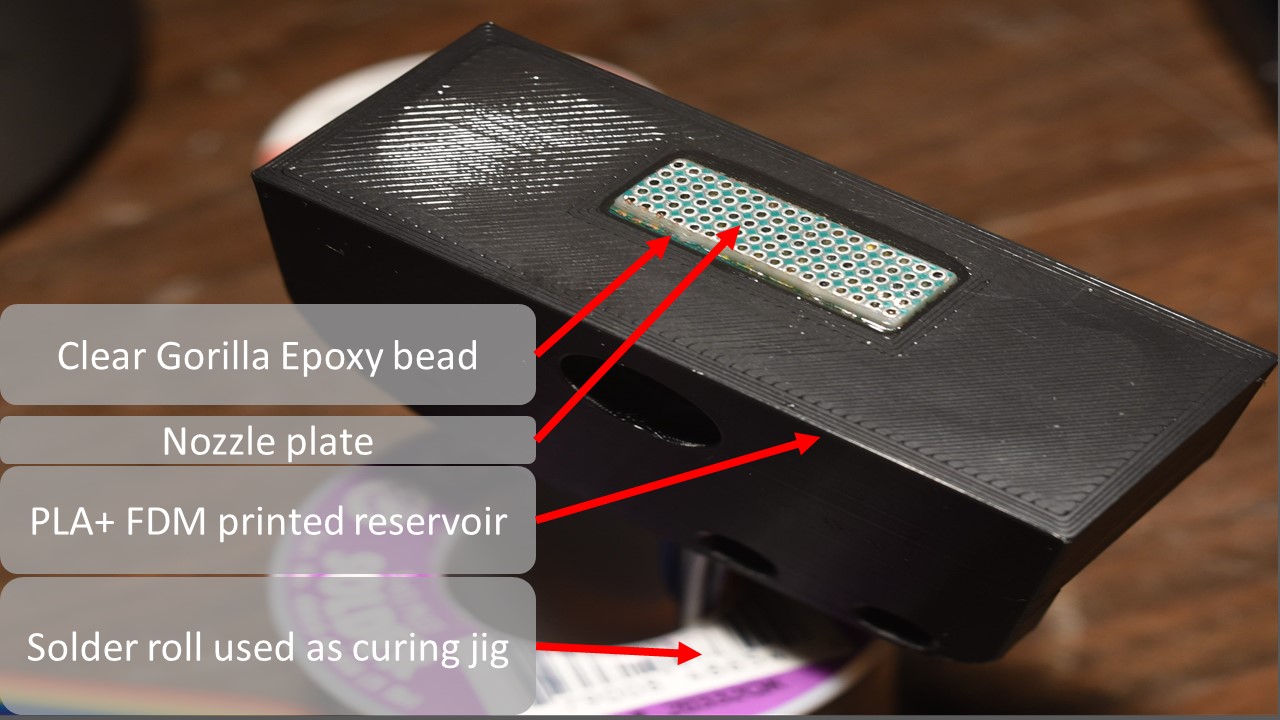 Clear Gorilla Epoxy bead
Nozzle plate
PLA+ FDM printed reservoir
Solder roll used as curing jig